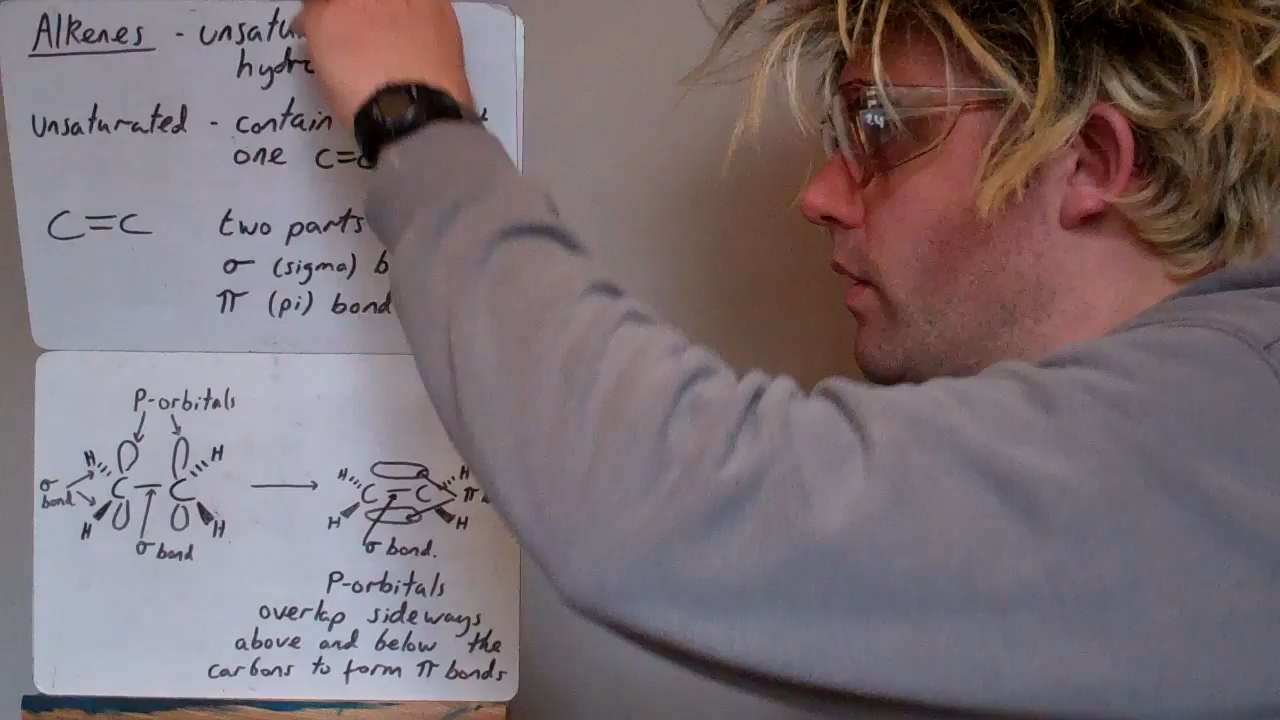 Alkenes - unsatu
hydr
Unsaturated - contain
one C=C
C=C two parts
σ (sigma) b
π (pi) bond
P-orbitals
H H
σ bond C C
H H
σ bond
H H
C C π
H H
σ bond.
P-orbitals
overlap sideways
above and below the
carbons to form π bonds